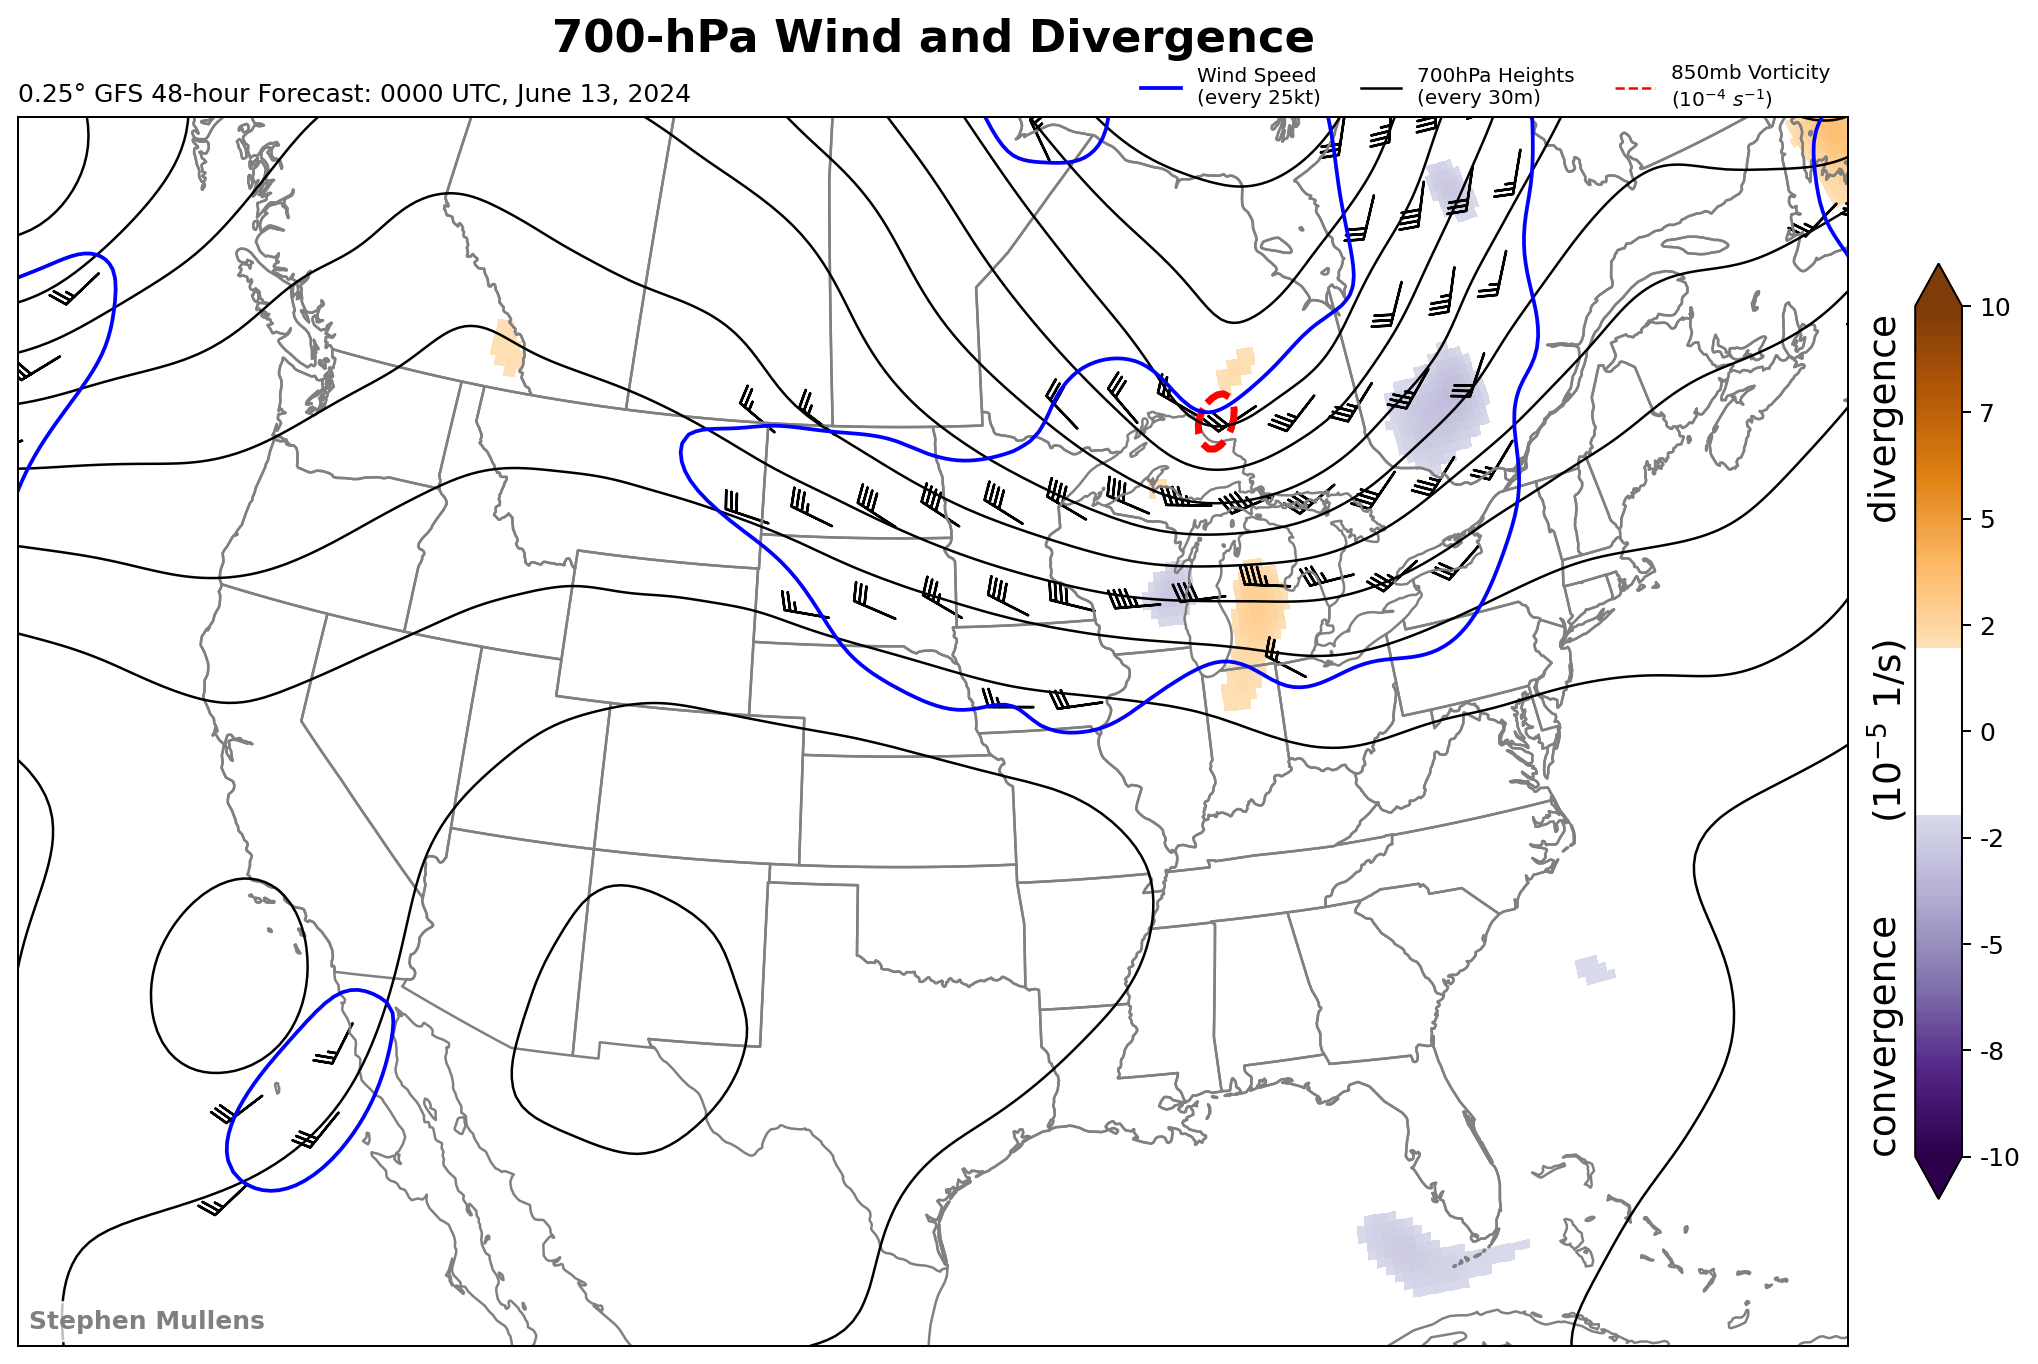 700-hPa Wind and Divergence
0.25° GFS 48-hour Forecast: 0000 UTC, June 13, 2024
Wind Speed
(every 25kt)
700hPa Heights
(every 30m)
850mb Vorticity
(10⁻⁴ s⁻¹)
10
7
5
2
0
-2
-5
-8
-10
convergence (10⁻⁵ 1/s) divergence
Stephen Mullens